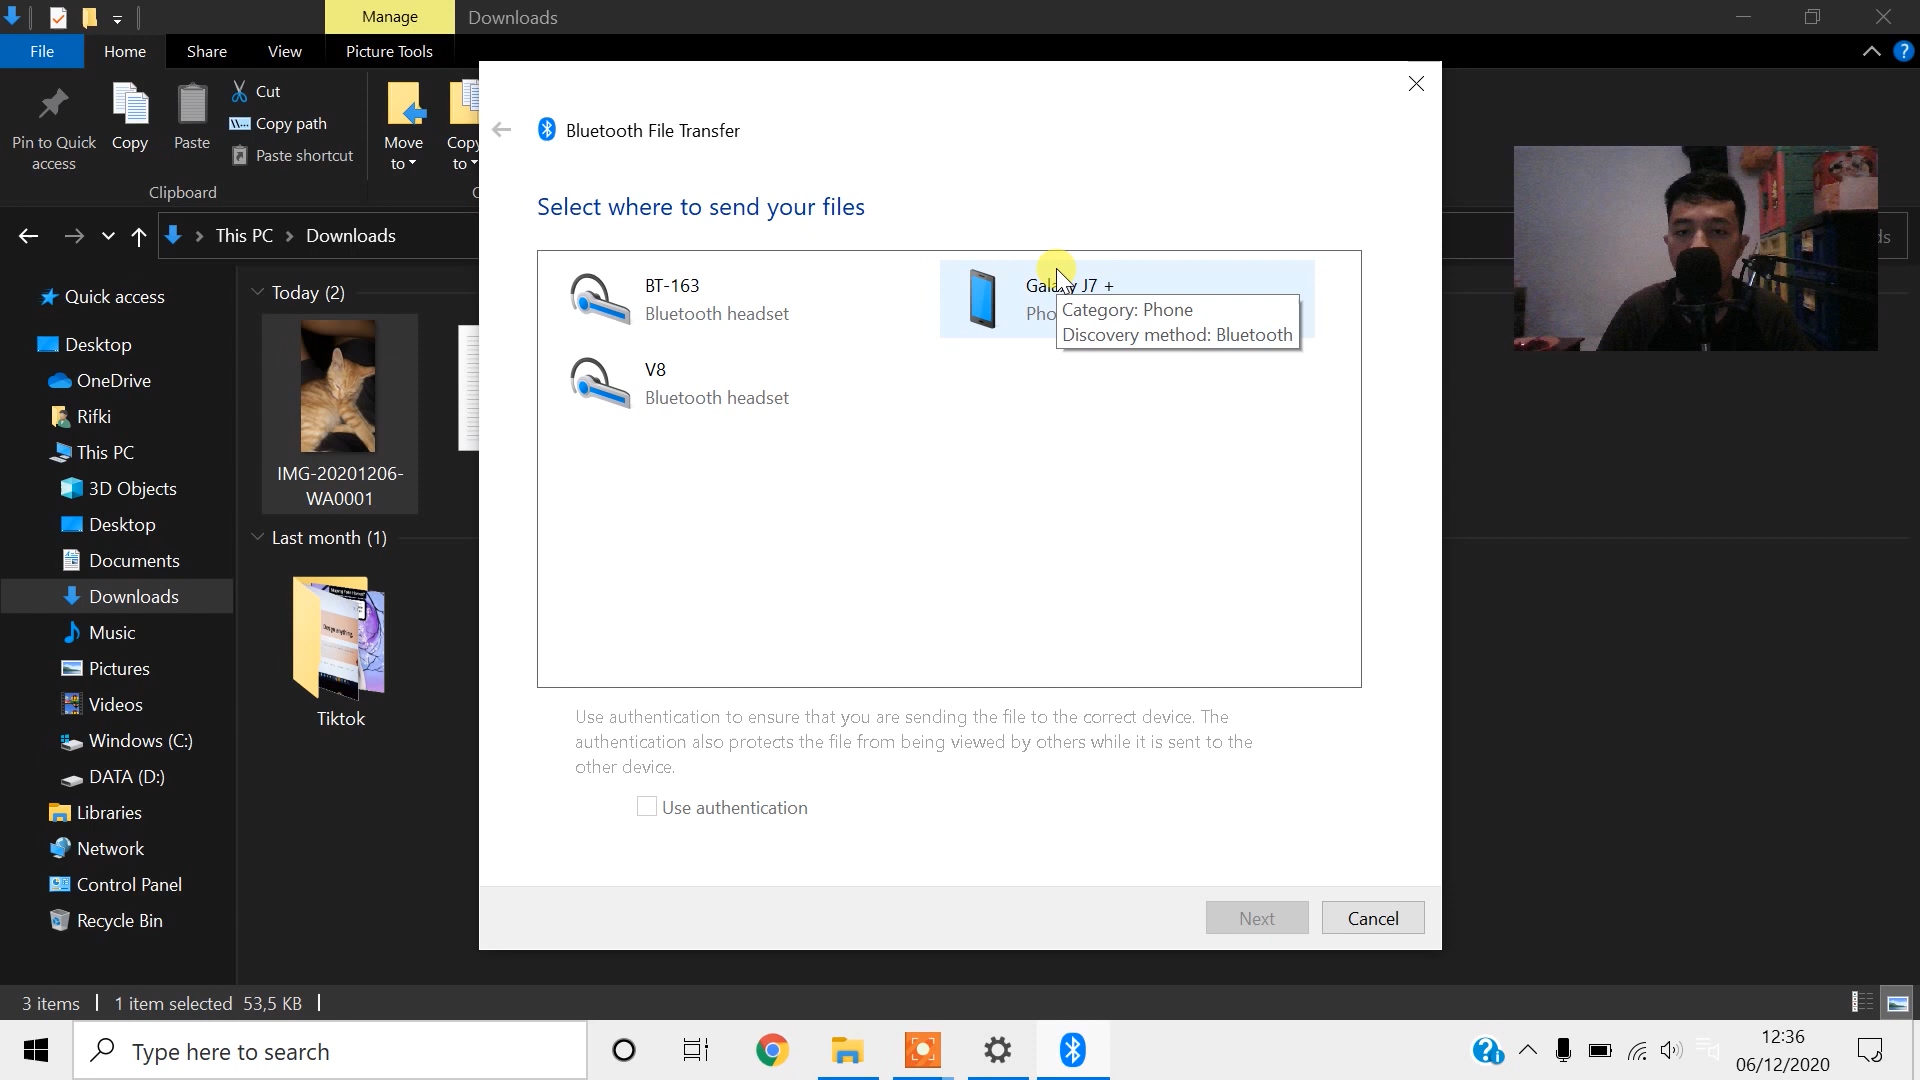 Manage
Downloads
File
Home
Share
View
Picture Tools
Pin to Quick
access
Copy
Paste
Cut
Copy path
Paste shortcut
Move
to
Copy
to
Clipboard
This PC
Downloads
Quick access
Desktop
OneDrive
Rifki
This PC
3D Objects
Desktop
Documents
Downloads
Music
Pictures
Videos
Windows (C:)
DATA (D:)
Libraries
Network
Control Panel
Recycle Bin
Today (2)
IMG-20201206-
WA0001
Last month (1)
Tiktok
Bluetooth File Transfer
Select where to send your files
BT-163
Bluetooth headset
J7 +
Category: Phone
Discovery method: Bluetooth
V8
Bluetooth headset
Use authentication to ensure that you are sending the file to the correct device. The
authentication also protects the file from being viewed by others while it is sent to the
other device.
Use authentication
Next
Cancel
3 items
1 item selected 53,5 KB
Type here to search
12:36
06/12/2020